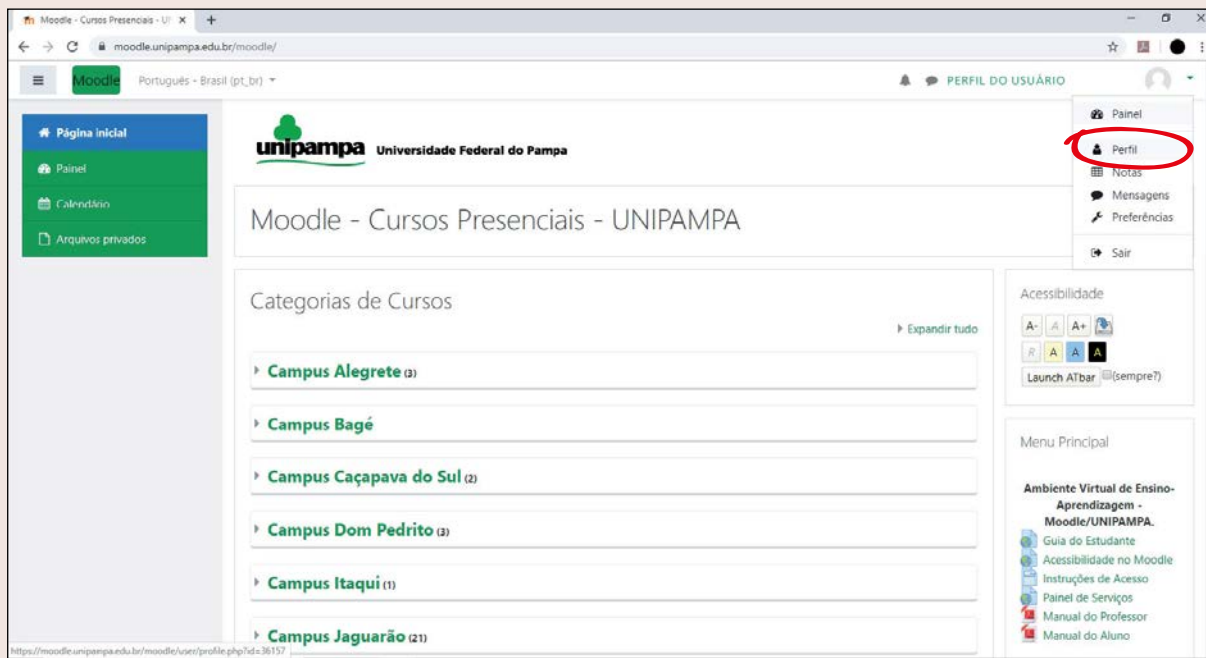 Moodle - Cursos Presenciais - U
moodle.unipampa.edu.br/moodle/
Moodle
Português - Brasil (pt_br)
PERFIL DO USUÁRIO
Painel
Perfil
Notas
Mensagens
Preferências
Sair
Página inicial
Painel
Calendário
Arquivos privados
unipampa Universidade Federal do Pampa
Moodle - Cursos Presenciais - UNIPAMPA
Categorias de Cursos
Expandir tudo
Campus Alegrete (3)
Campus Bagé
Campus Caçapava do Sul (2)
Campus Dom Pedrito (3)
Campus Itaqui (1)
Campus Jaguarão (21)
Acessibilidade
A- A A+
R A A A
Launch ATbar (sempre?)
Menu Principal
Ambiente Virtual de Ensino-
Aprendizagem -
Moodle/UNIPAMPA.
Guia do Estudante
Acessibilidade no Moodle
Instruções de Acesso
Painel de Serviços
Manual do Professor
Manual do Aluno
https://moodle.unipampa.edu.br/moodle/user/profile.php?id=36157